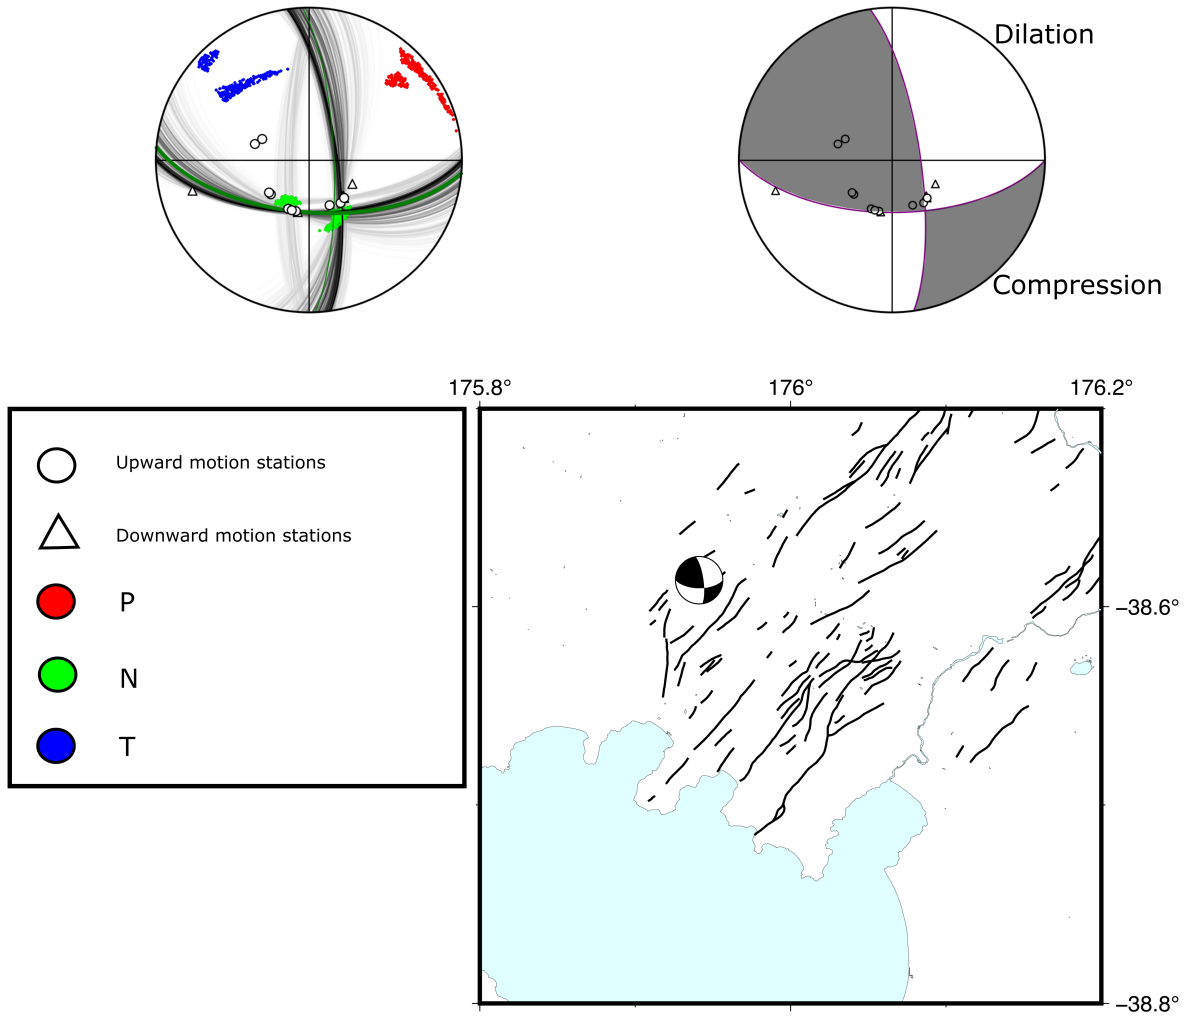 Dilation
Compression
175.8°
176°
176.2°
Upward motion stations
Downward motion stations
P
N
T
−38.6°
−38.8°